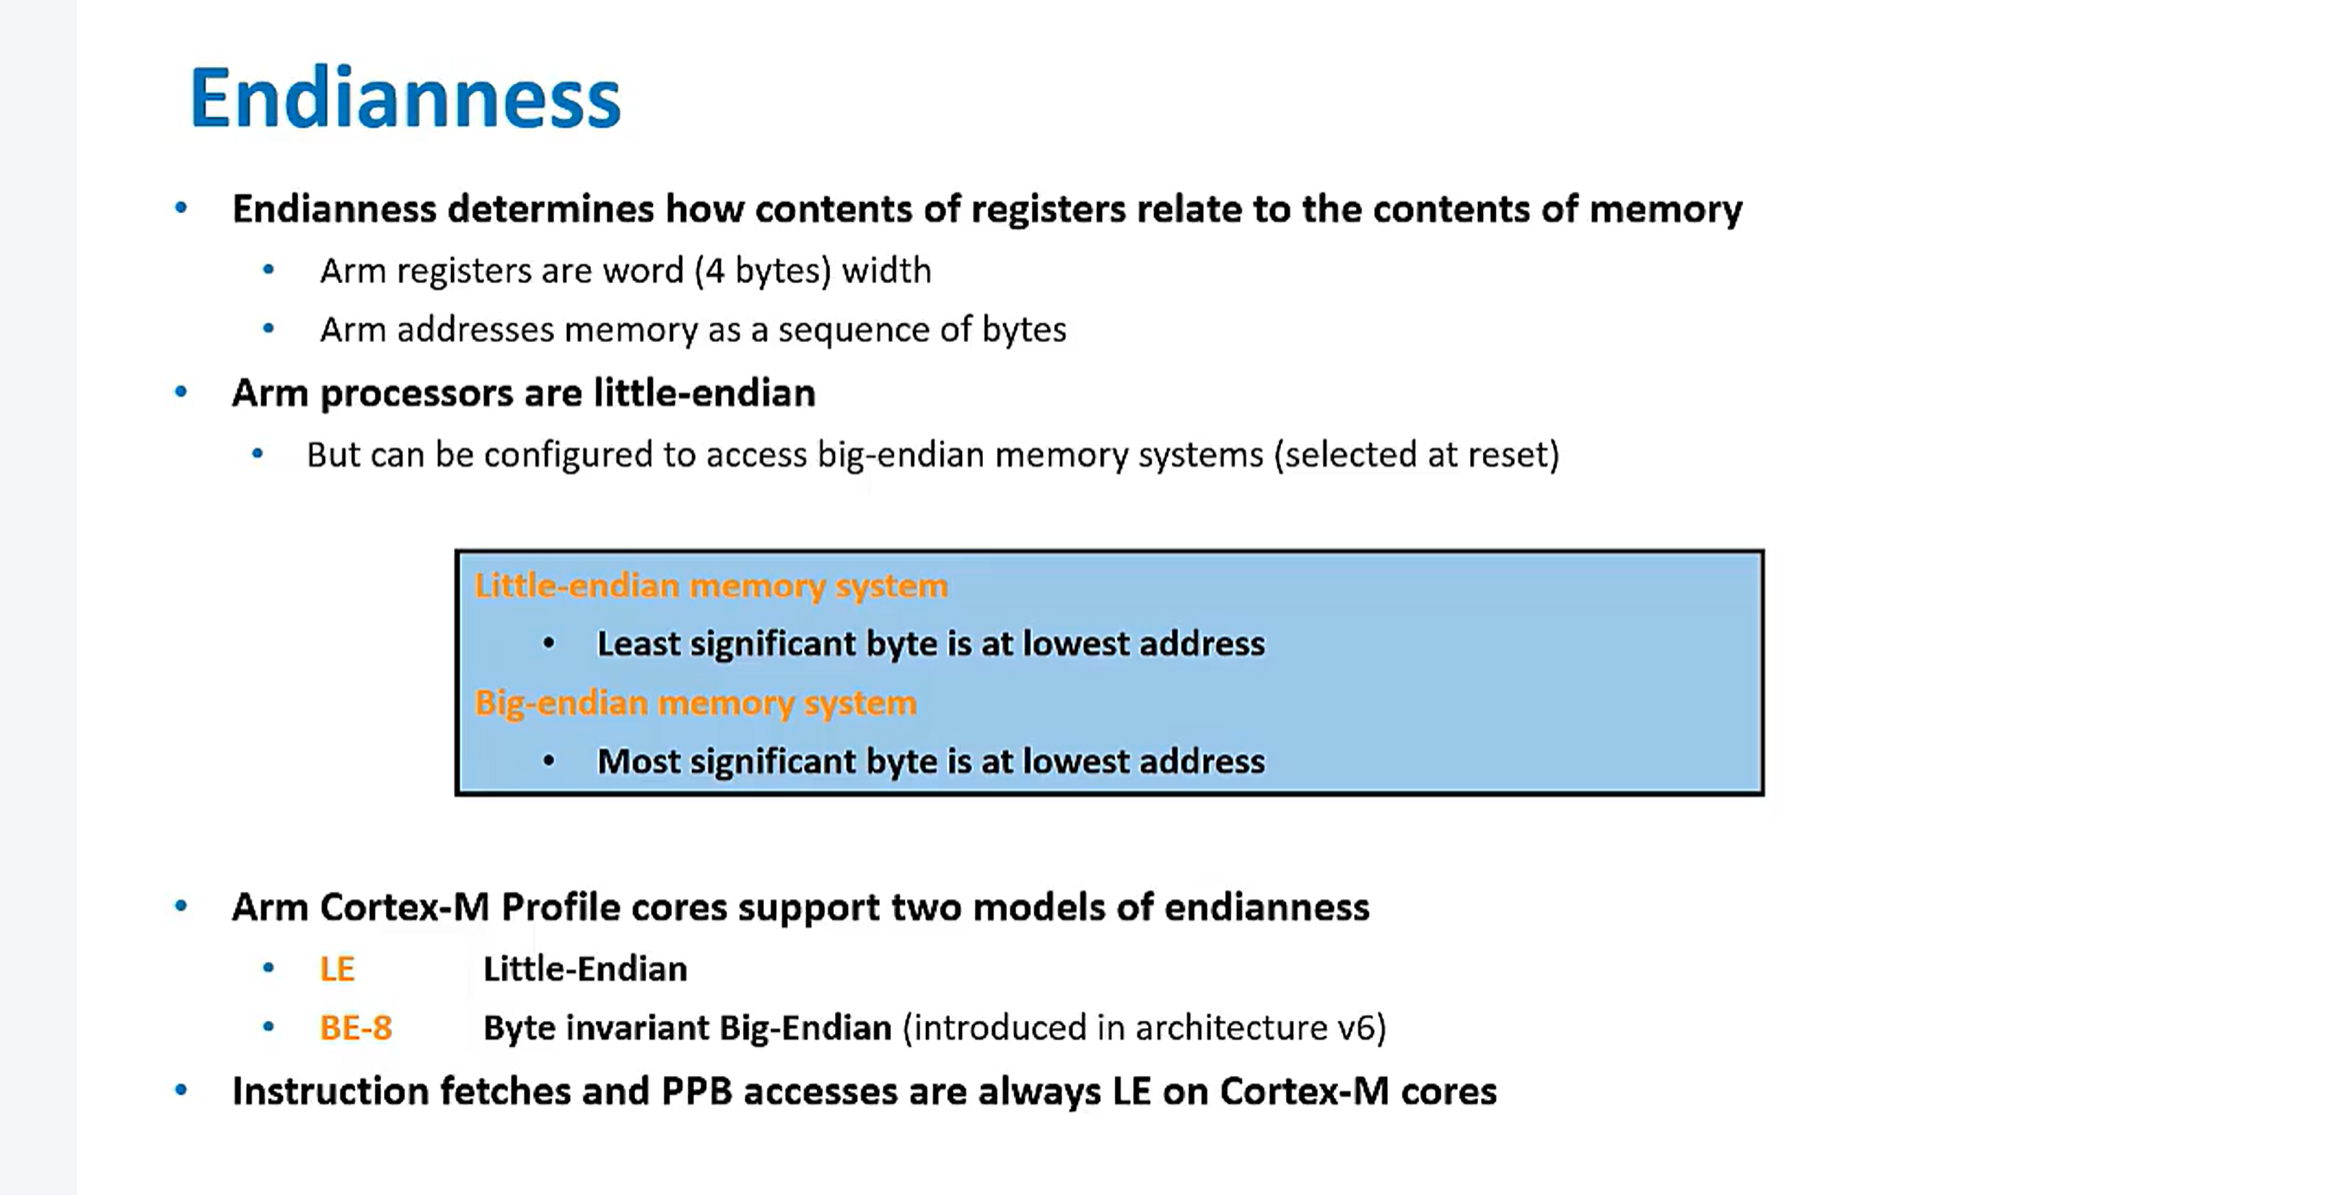 Endianness
• Endianness determines how contents of registers relate to the contents of memory
• Arm registers are word (4 bytes) width
• Arm addresses memory as a sequence of bytes
• Arm processors are little-endian
• But can be configured to access big-endian memory systems (selected at reset)
Little-endian memory system
• Least significant byte is at lowest address
Big-endian memory system
• Most significant byte is at lowest address
• Arm Cortex-M Profile cores support two models of endianness
• LE Little-Endian
• BE-8 Byte invariant Big-Endian (introduced in architecture v6)
• Instruction fetches and PPB accesses are always LE on Cortex-M cores